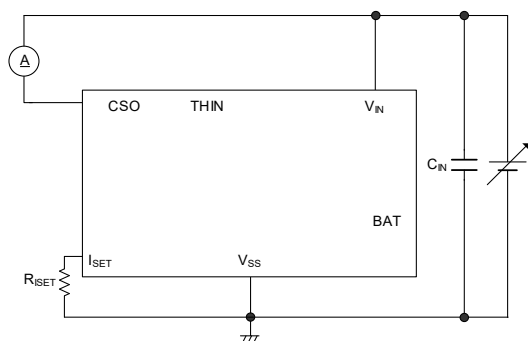 A
CSO THIN VIN
CIN
BAT
ISET VSS
RISET